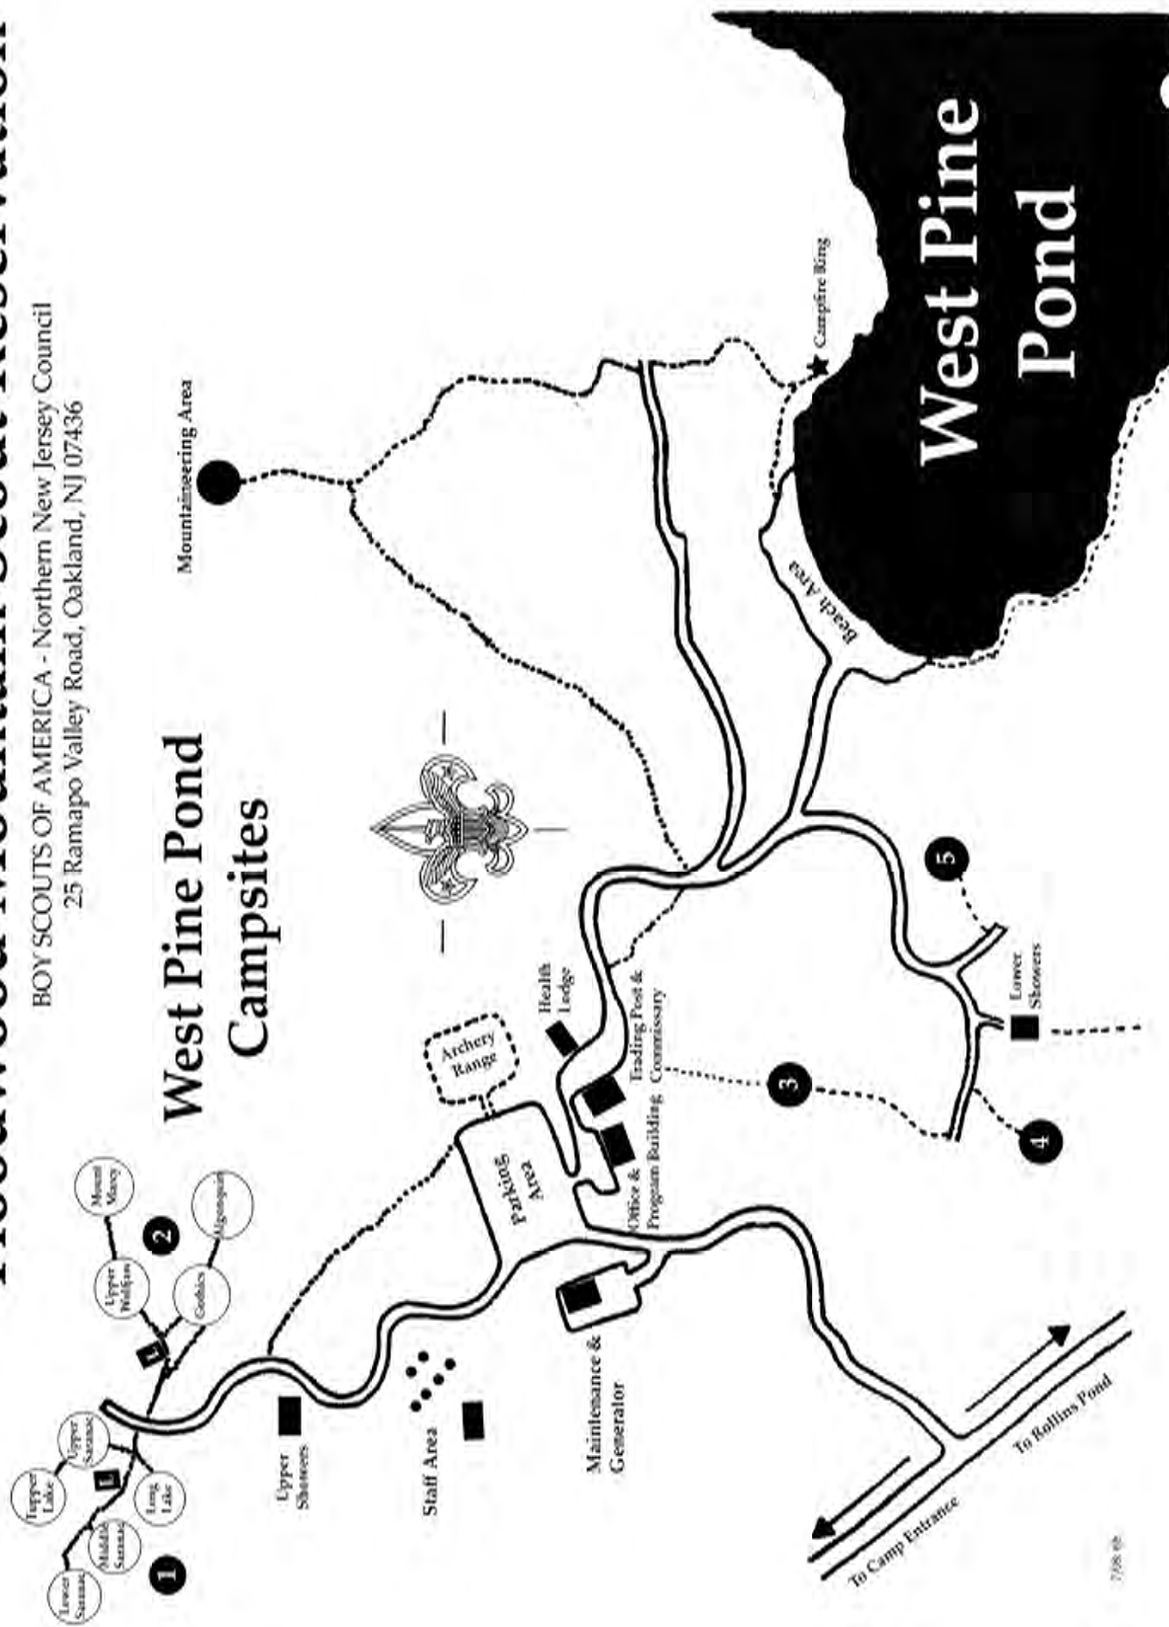 BOY SCOUTS OF AMERICA - Northern New Jersey Council
25 Ramapo Valley Road, Oakland, NJ 07436
West Pine Pond
Campsites
Mountaineering Area
Campfire Ring
West Pine
Pond
Beach Area
Health
Lodge
Archery
Range
Trading Post &
Commissary
Office &
Program Building
Parking
Area
Lower
Showers
3
4
5
Mount
Marcy
Algonquin
Upper
Wolfjaw
Gothics
2
L
Upper
Saranac
Tupper
Lake
L
Long
Lake
Middle
Saranac
Lower
Saranac
1
Upper
Showers
Staff Area
Maintenance &
Generator
To Camp Entrance
To Rollins Pond